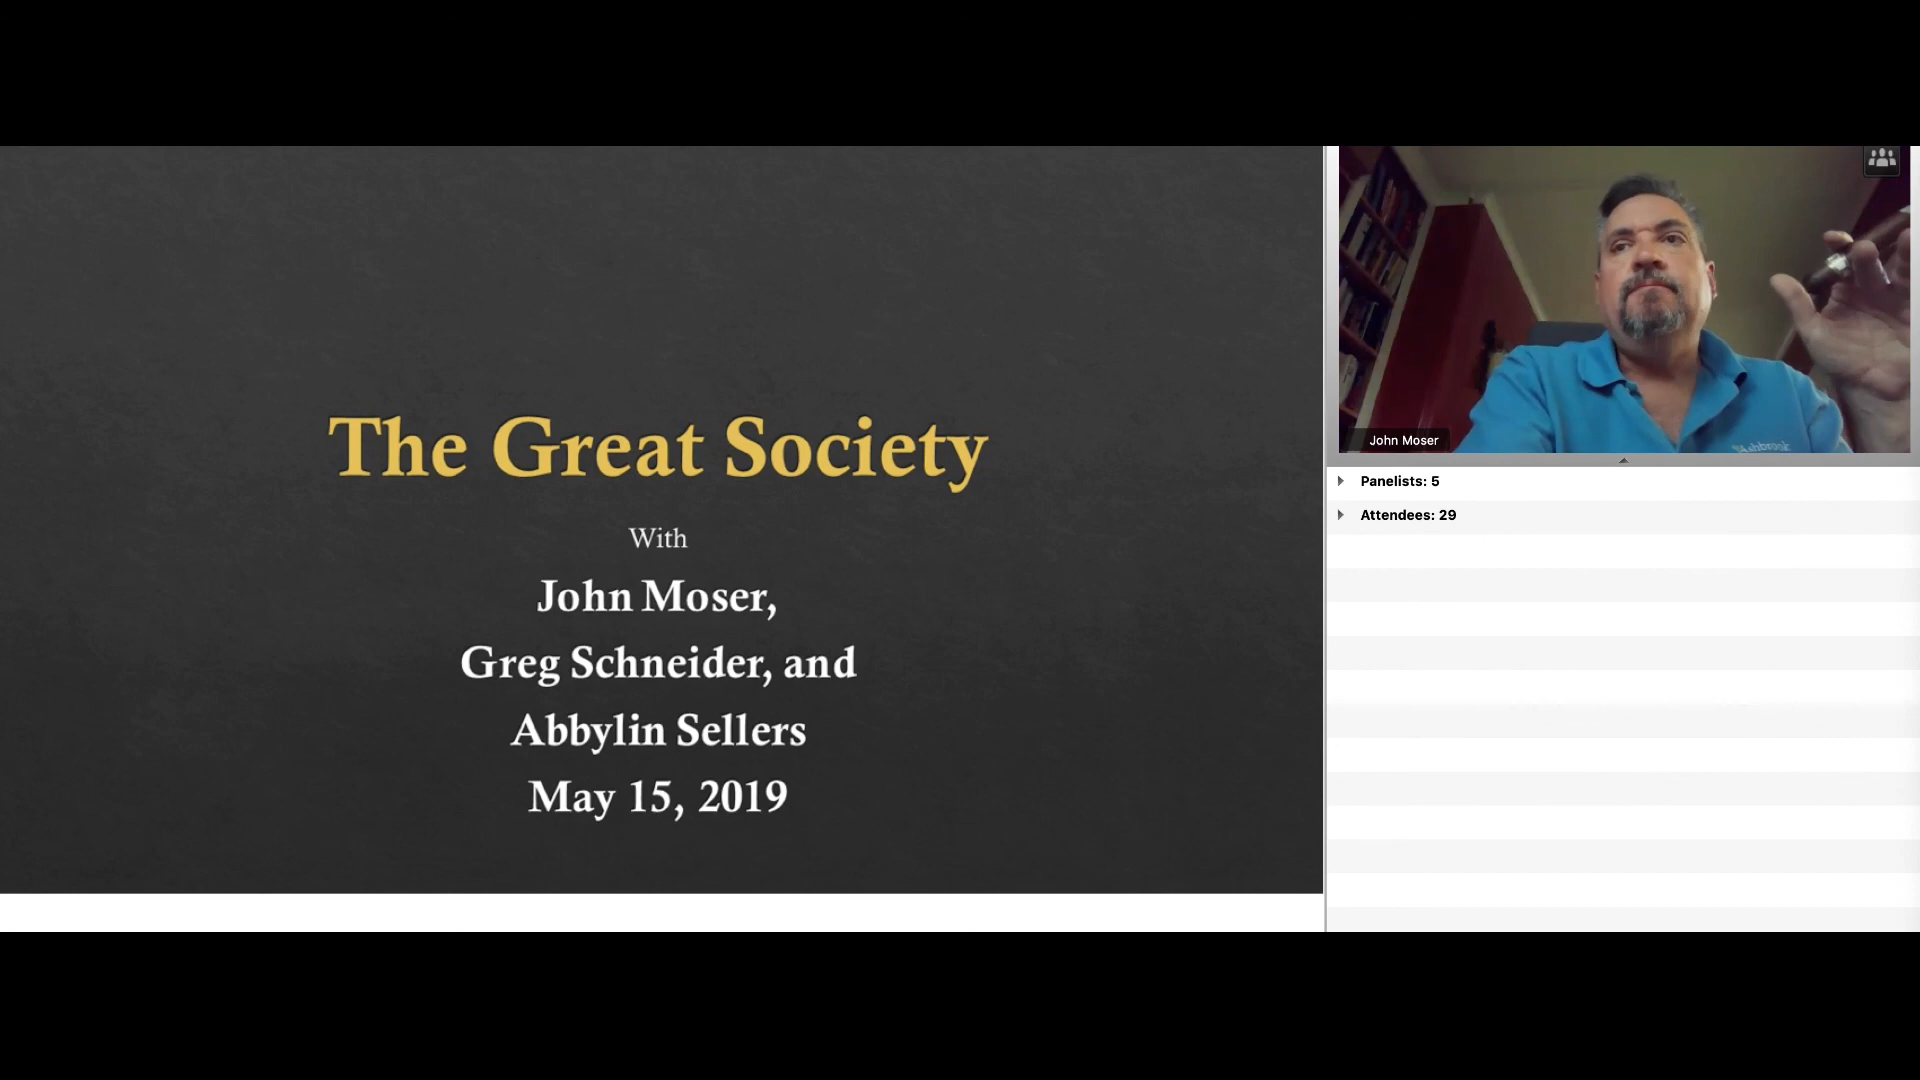 The Great Society
With
John Moser,
Greg Schneider, and
Abbylin Sellers
May 15, 2019
John Moser
Ashbrook
Panelists: 5
Attendees: 29